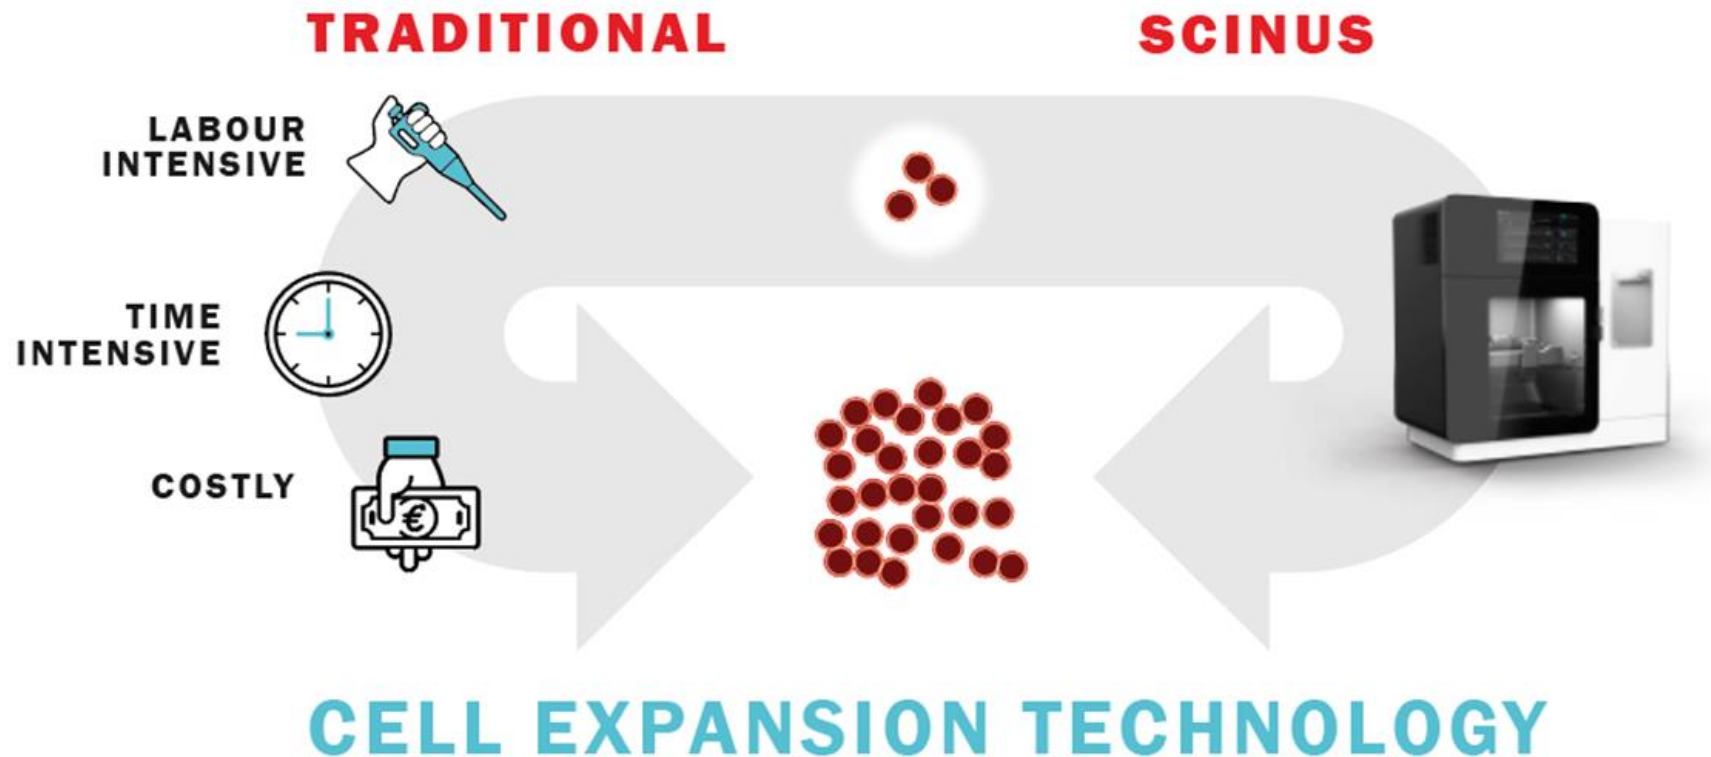 TRADITIONAL
SCINUS
LABOUR
INTENSIVE
TIME
INTENSIVE
COSTLY
€
CELL EXPANSION TECHNOLOGY